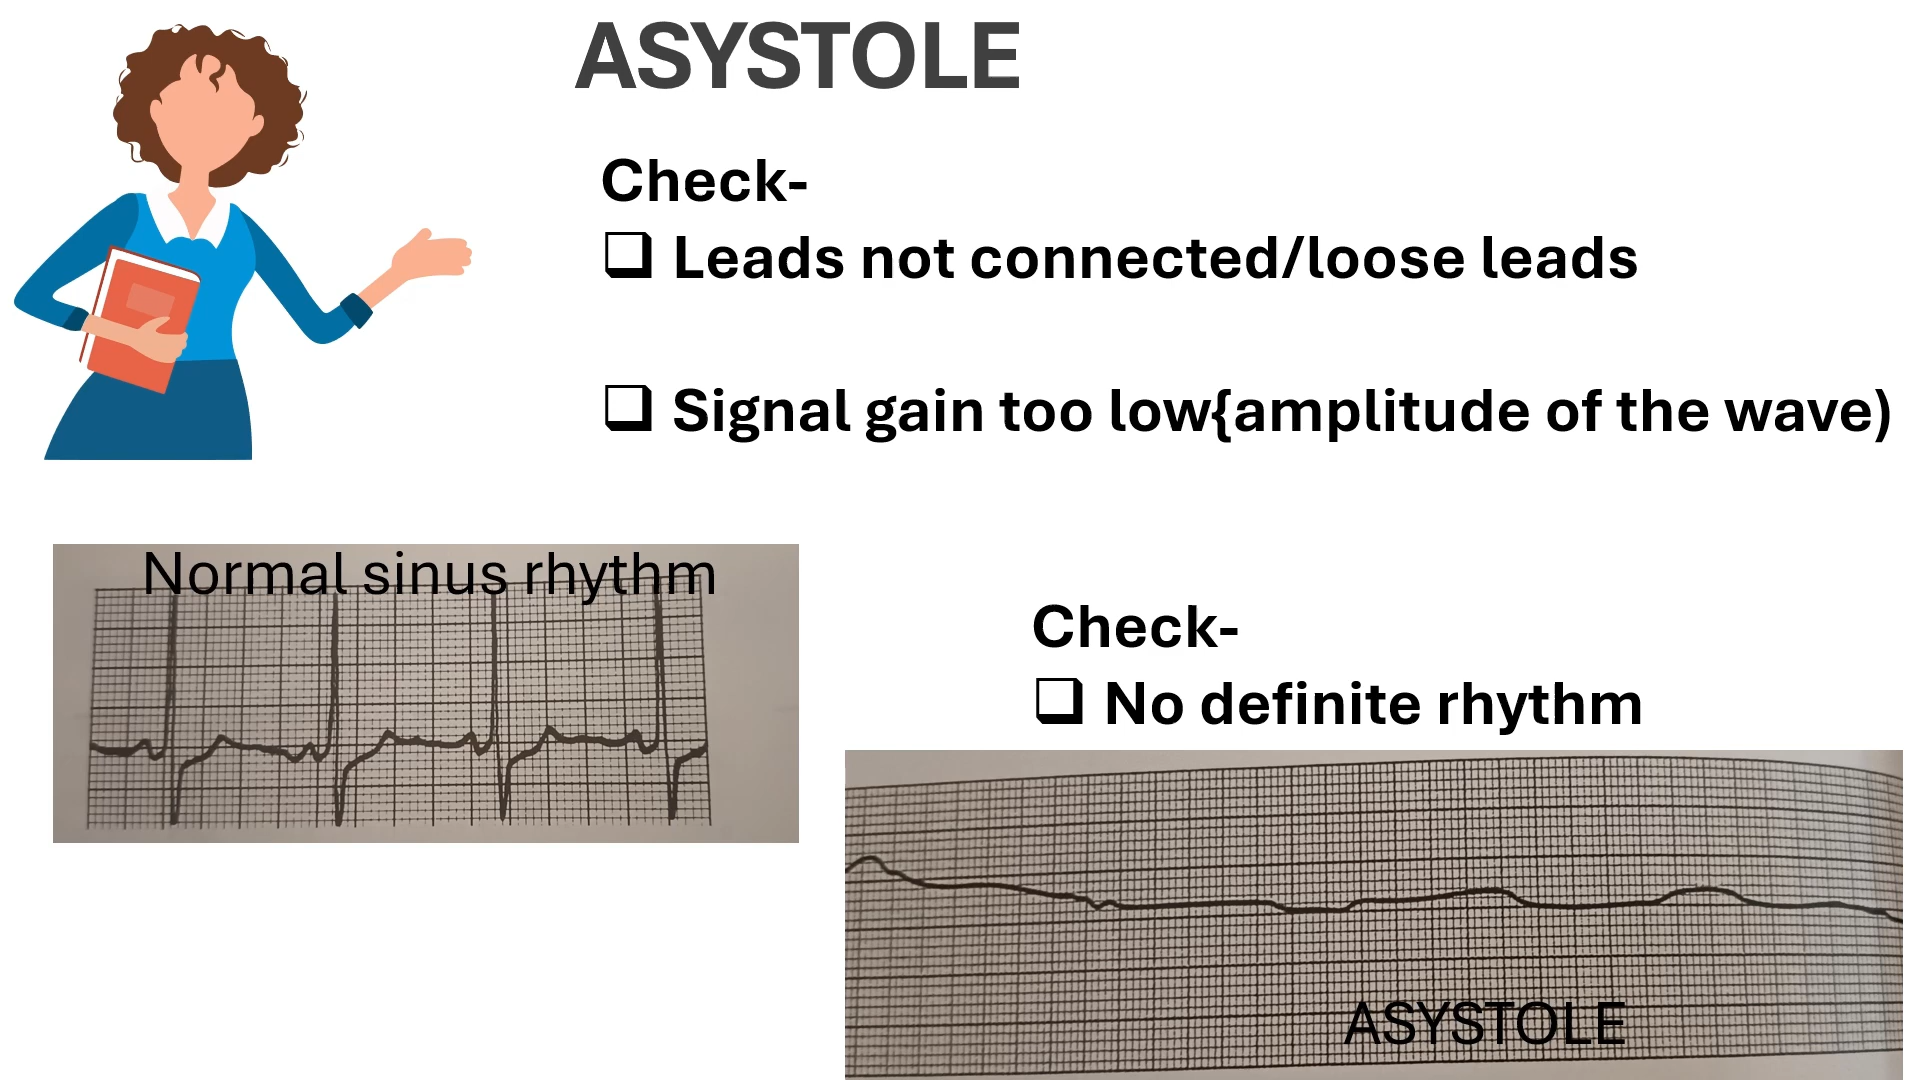 ASYSTOLE
Check-
❑ Leads not connected/loose leads
❑ Signal gain too low{amplitude of the wave)
Normal sinus rhythm
Check-
❑ No definite rhythm
ASYSTOLE